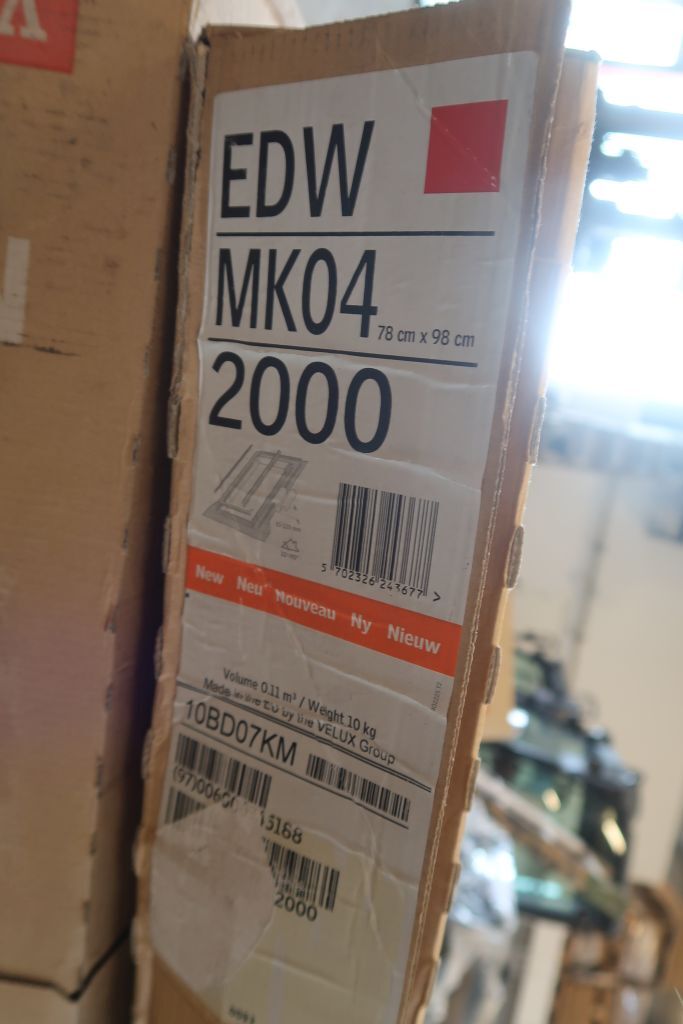 EDW
MK04 78 cm x 98 cm
2000
5 702326 243677 >
New Neu Nouveau Ny Nieuw
Volume 0.11 m³ / Weight 10 kg
Made in the EU by the VELUX Group
10BD07KM
2000